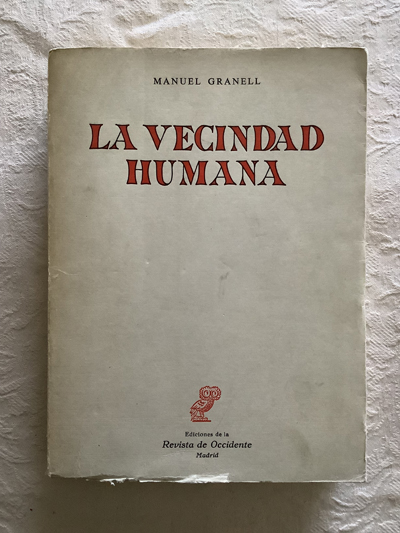 MANUEL GRANELL
LA VECINDAD
HUMANA
Ediciones de la
Revista de Occidente
Madrid